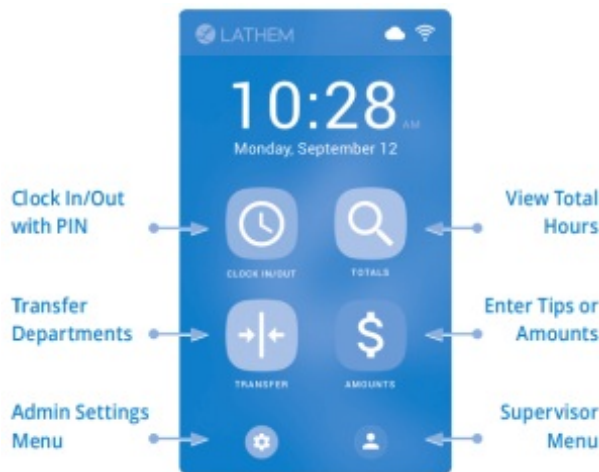 LATHEM
10:28 AM
Monday, September 12
Clock In/Out
with PIN
View Total
Hours
CLOCK IN/OUT
TOTALS
Transfer
Departments
Enter Tips or
Amounts
TRANSFER
AMOUNTS
Admin Settings
Menu
Supervisor
Menu